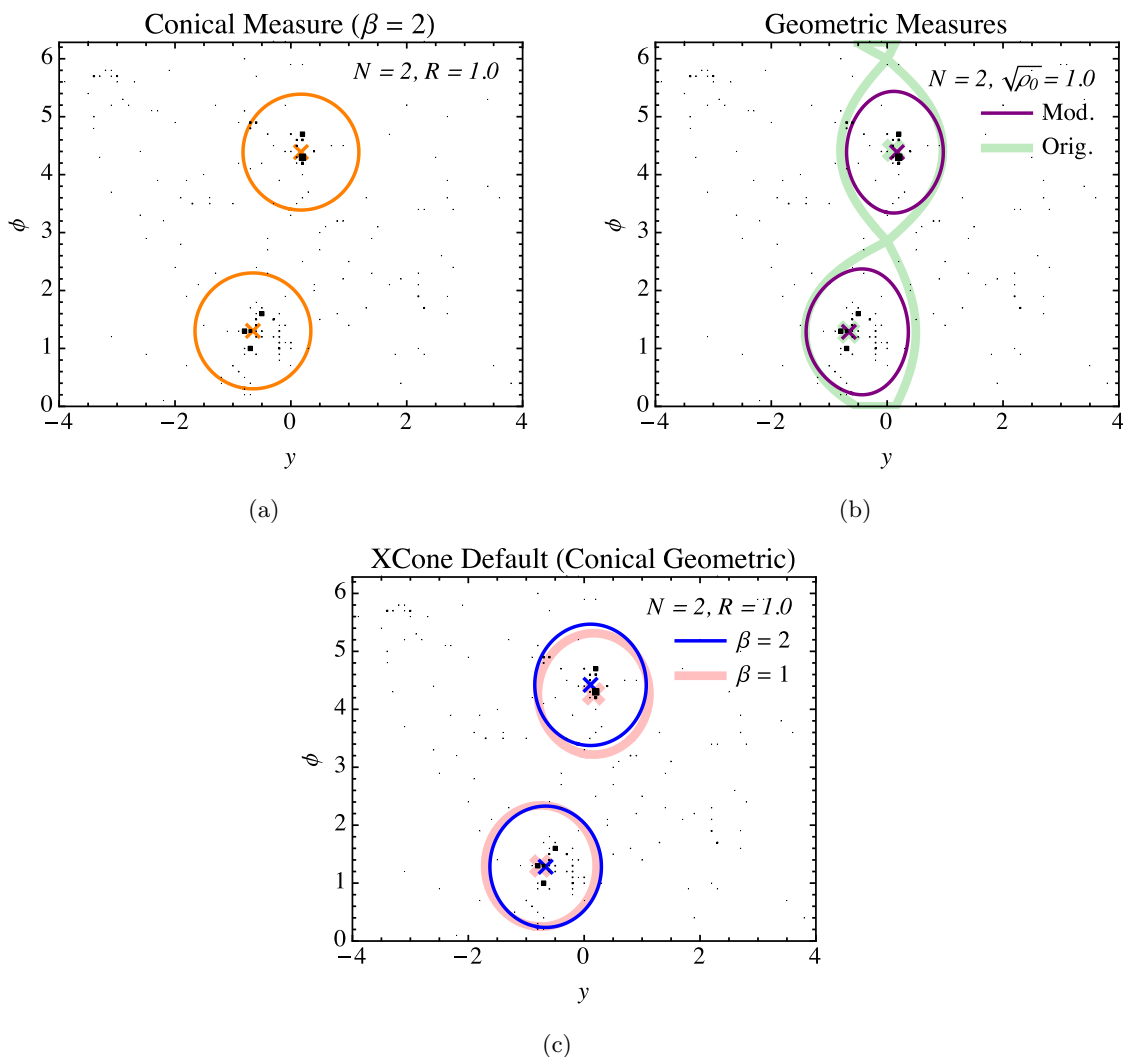 Conical Measure (β = 2)
N = 2, R = 1.0
6
5
4
3
2
1
0
ϕ
−4
−2
0
2
4
y
(a)
Geometric Measures
N = 2, √ρ0 = 1.0
Mod.
Orig.
6
5
4
3
2
1
0
ϕ
−4
−2
0
2
4
y
(b)
XCone Default (Conical Geometric)
N = 2, R = 1.0
β = 2
β = 1
6
5
4
3
2
1
0
ϕ
−4
−2
0
2
4
y
(c)